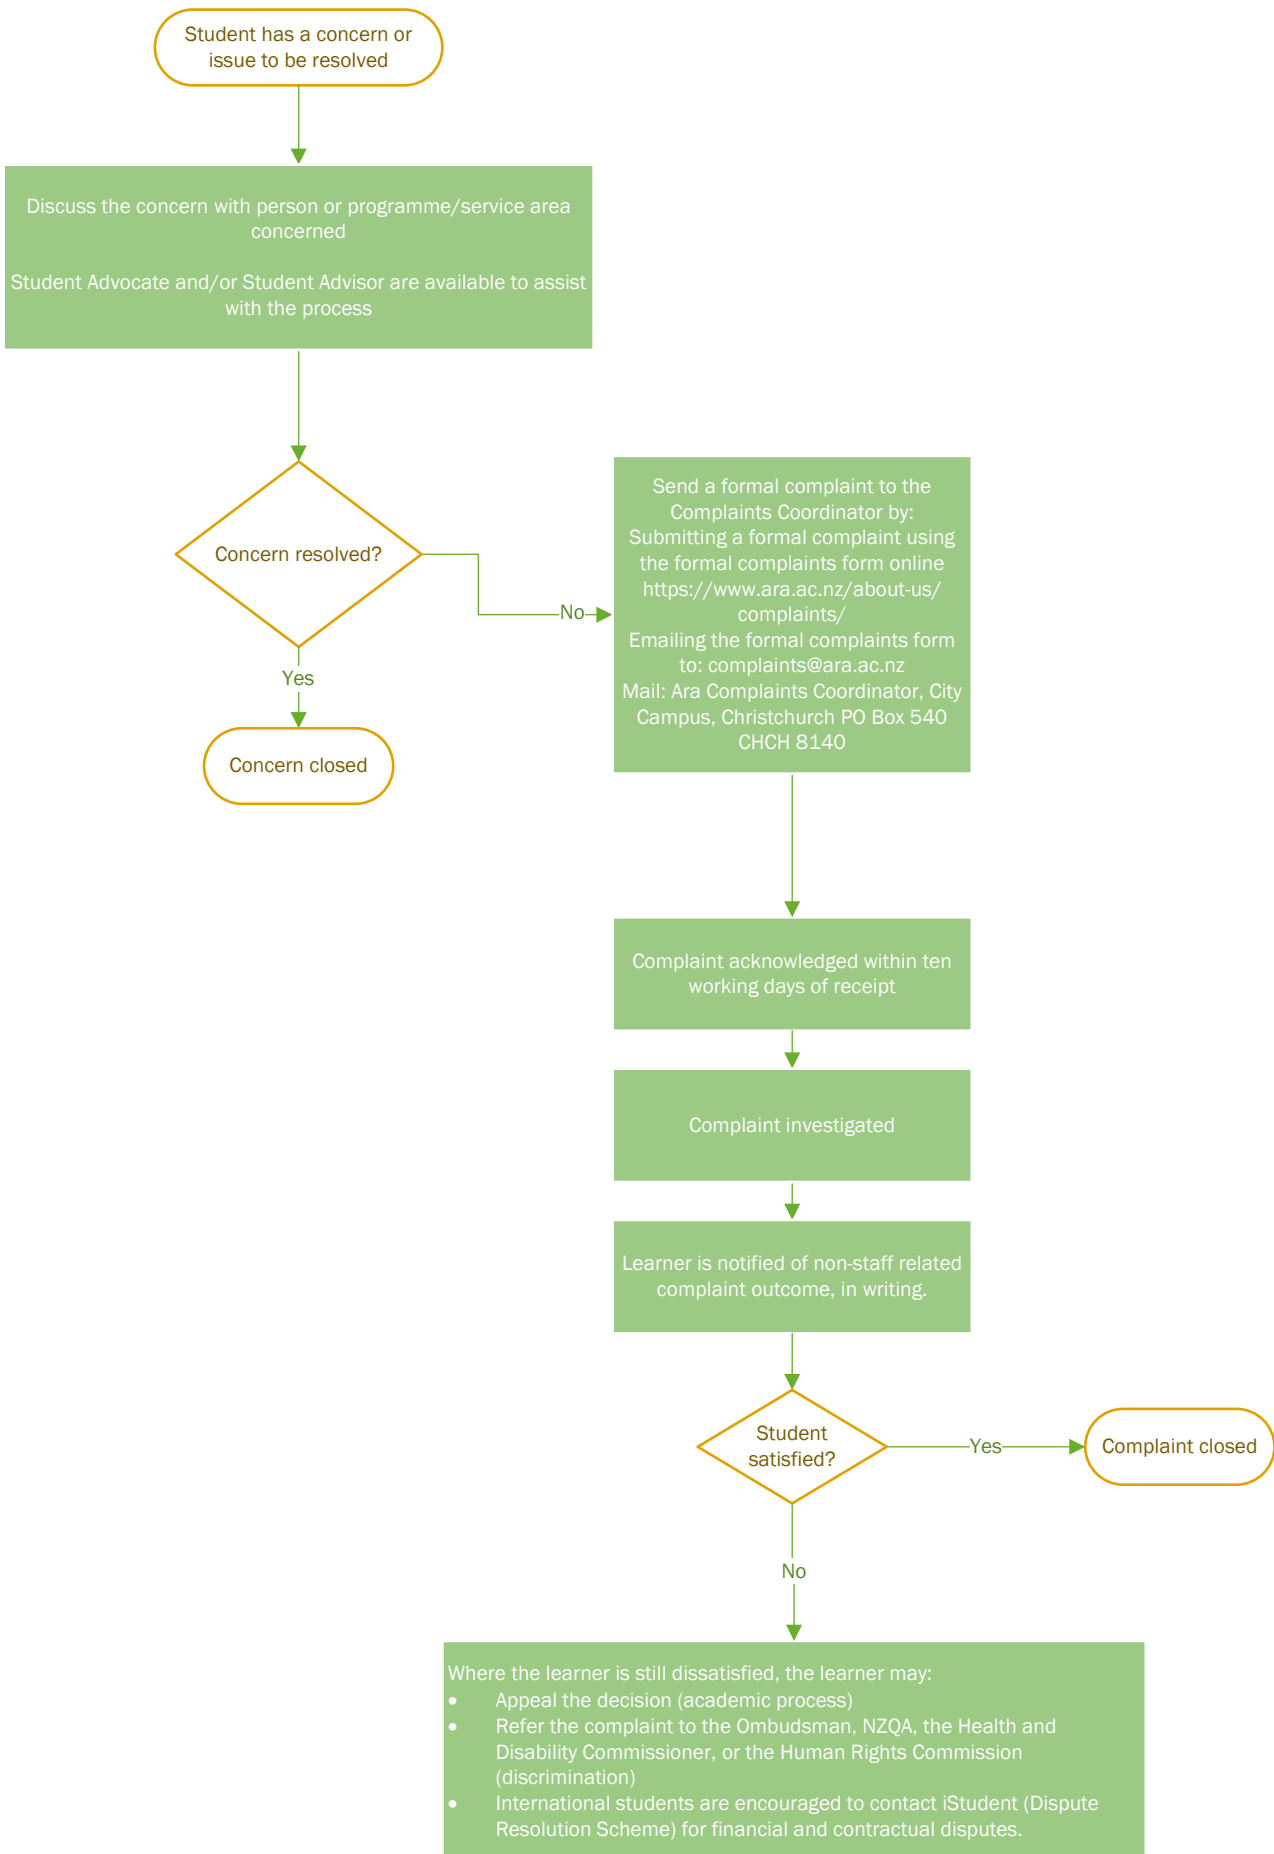 Student has a concern or
issue to be resolved
Discuss the concern with person or programme/service area
concerned
Student Advocate and/or Student Advisor are available to assist
with the process
Concern resolved?
Yes
Concern closed
No
Send a formal complaint to the
Complaints Coordinator by:
Submitting a formal complaint using
the formal complaints form online
https://www.ara.ac.nz/about-us/
complaints/
Emailing the formal complaints form
to: complaints@ara.ac.nz
Mail: Ara Complaints Coordinator, City
Campus, Christchurch PO Box 540
CHCH 8140
Complaint acknowledged within ten
working days of receipt
Complaint investigated
Learner is notified of non-staff related
complaint outcome, in writing.
Student
satisfied?
Yes
Complaint closed
No
Where the learner is still dissatisfied, the learner may:
• Appeal the decision (academic process)
• Refer the complaint to the Ombudsman, NZQA, the Health and
Disability Commissioner, or the Human Rights Commission
(discrimination)
• International students are encouraged to contact iStudent (Dispute
Resolution Scheme) for financial and contractual disputes.